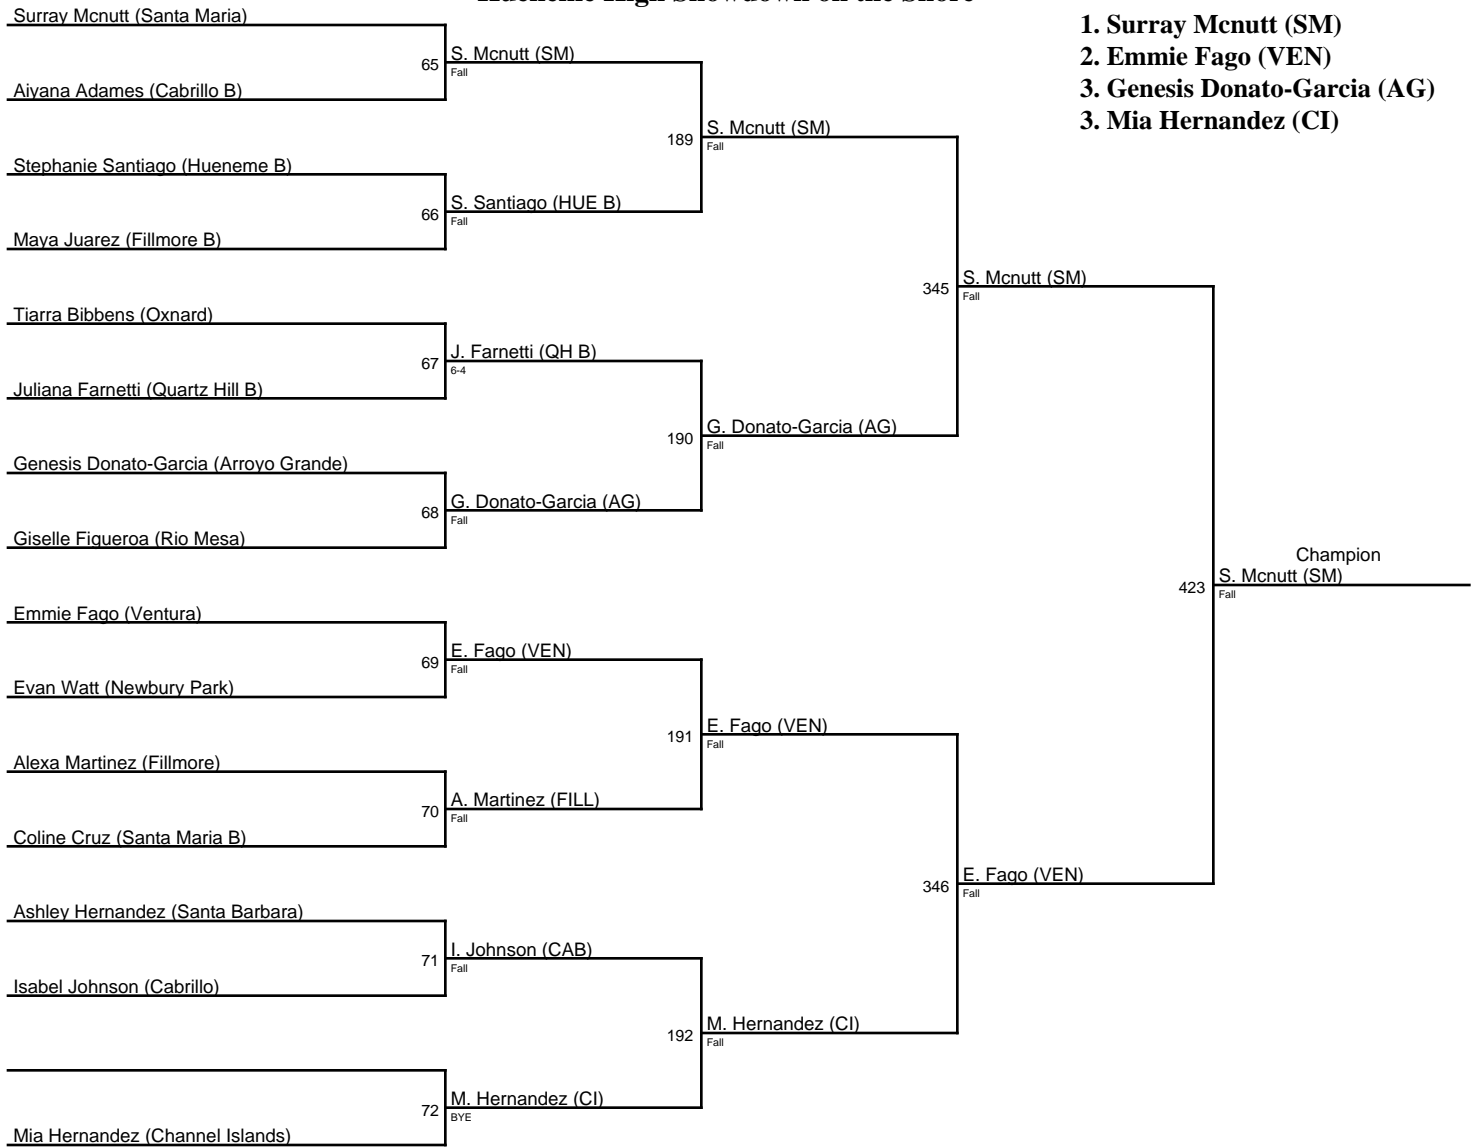 Surray Mcnutt (Santa Maria)
Aiyana Adames (Cabrillo B)
Stephanie Santiago (Hueneme B)
Maya Juarez (Fillmore B)
Tiarra Bibbens (Oxnard)
Juliana Farnetti (Quartz Hill B)
Genesis Donato-Garcia (Arroyo Grande)
Giselle Figueroa (Rio Mesa)
Emmie Fago (Ventura)
Evan Watt (Newbury Park)
Alexa Martinez (Fillmore)
Coline Cruz (Santa Maria B)
Ashley Hernandez (Santa Barbara)
Isabel Johnson (Cabrillo)
Mia Hernandez (Channel Islands)
65 S. Mcnutt (SM)
Fall
66 S. Santiago (HUE B)
Fall
67 J. Farnetti (QH B)
6-4
68 G. Donato-Garcia (AG)
Fall
69 E. Fago (VEN)
Fall
70 A. Martinez (FILL)
Fall
71 I. Johnson (CAB)
Fall
72 M. Hernandez (CI)
BYE
189 S. Mcnutt (SM)
Fall
190 G. Donato-Garcia (AG)
Fall
191 E. Fago (VEN)
Fall
192 M. Hernandez (CI)
Fall
345 S. Mcnutt (SM)
Fall
346 E. Fago (VEN)
Fall
Champion
423 S. Mcnutt (SM)
Fall
1. Surray Mcnutt (SM)
2. Emmie Fago (VEN)
3. Genesis Donato-Garcia (AG)
3. Mia Hernandez (CI)